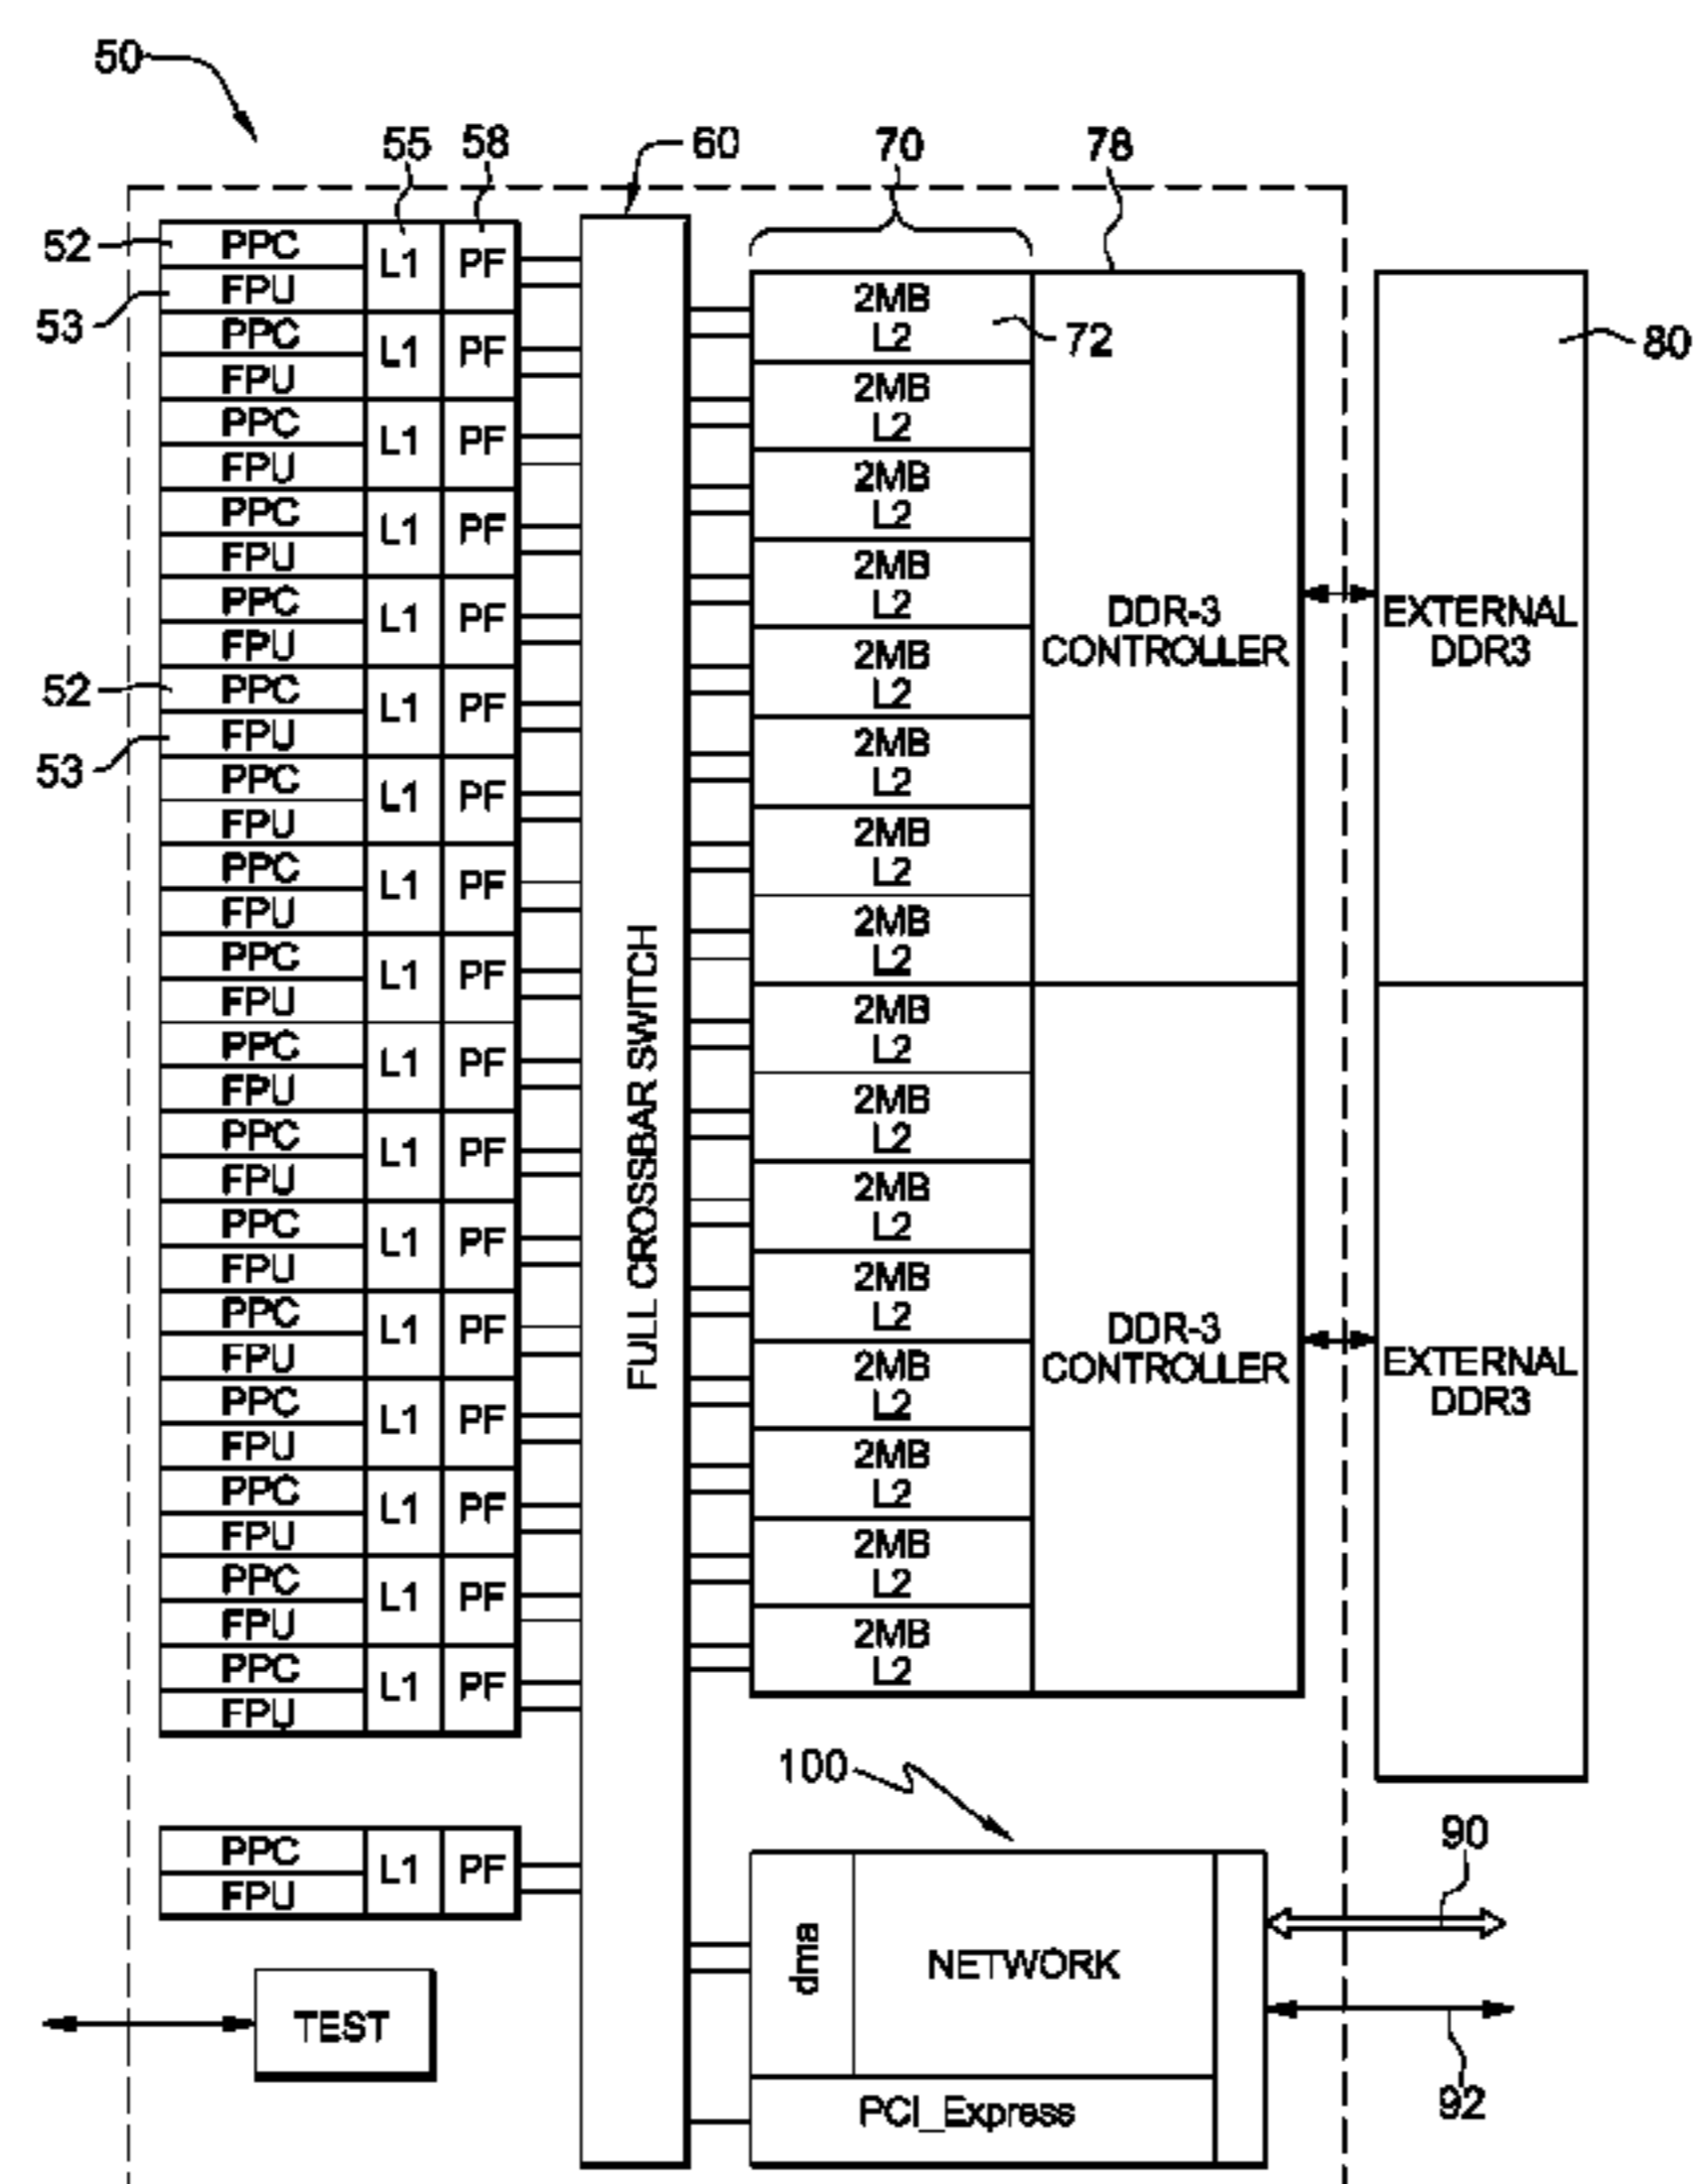 50
55
58
60
70
78
52
53
PPC
FPU
L1
PF
PPC
FPU
L1
PF
PPC
FPU
L1
PF
PPC
FPU
L1
PF
PPC
FPU
L1
PF
52
53
PPC
FPU
L1
PF
PPC
FPU
L1
PF
PPC
FPU
L1
PF
PPC
FPU
L1
PF
PPC
FPU
L1
PF
PPC
FPU
L1
PF
PPC
FPU
L1
PF
PPC
FPU
L1
PF
PPC
FPU
L1
PF
PPC
FPU
L1
PF
PPC
FPU
L1
PF
PPC
FPU
L1
PF
PPC
FPU
L1
PF
TEST
FULL CROSSBAR SWITCH
2MB
L2
72
2MB
L2
2MB
L2
2MB
L2
2MB
L2
2MB
L2
2MB
L2
2MB
L2
2MB
L2
2MB
L2
2MB
L2
2MB
L2
2MB
L2
2MB
L2
2MB
L2
2MB
L2
DDR-3
CONTROLLER
DDR-3
CONTROLLER
80
EXTERNAL
DDR3
EXTERNAL
DDR3
100
dma
NETWORK
PCI_Express
90
92